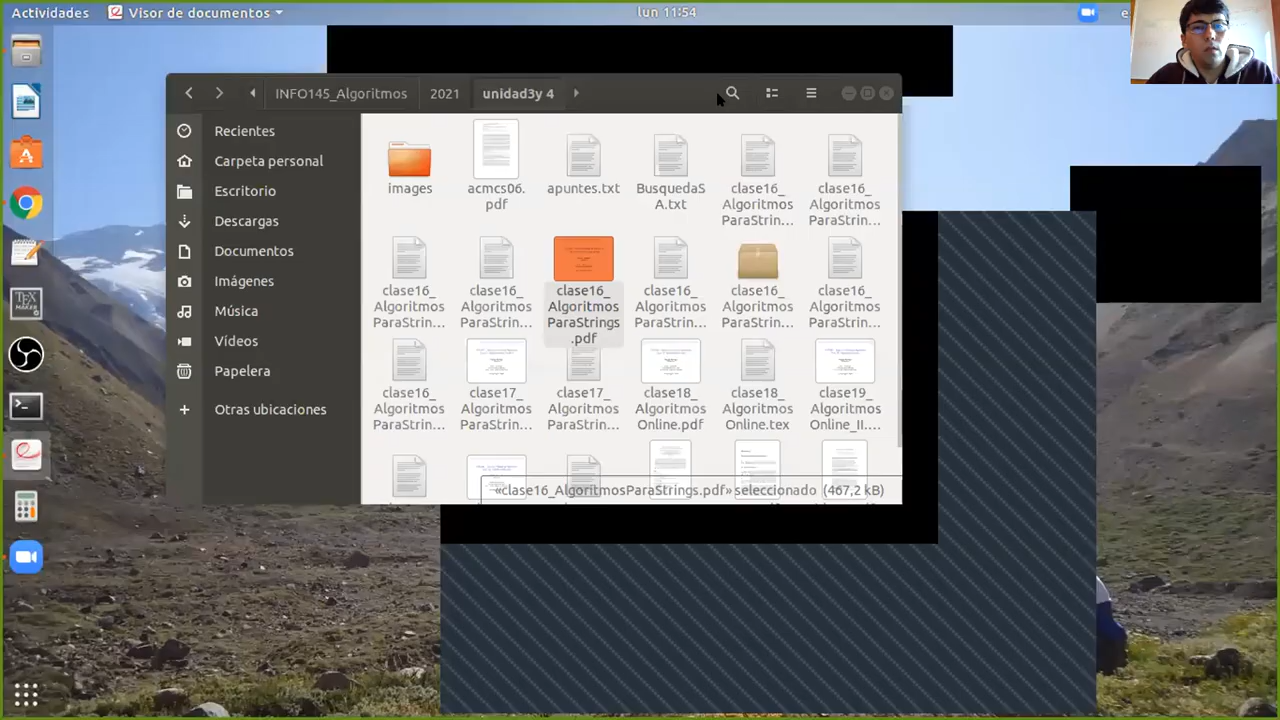 Actividades
Visor de documentos
lun 11:54
INFO145_Algoritmos
2021
unidad3y 4
Recientes
Carpeta personal
Escritorio
Descargas
Documentos
Imágenes
Música
Vídeos
Papelera
Otras ubicaciones
images
acmcs06.
pdf
apuntes.txt
BusquedaS
A.txt
clase16_
Algoritmos
ParaStrin...
clase16_
Algoritmos
ParaStrin...
clase16_
Algoritmos
ParaStrin...
clase16_
Algoritmos
ParaStrin...
clase16_
Algoritmos
ParaStrings
.pdf
clase16_
Algoritmos
ParaStrin...
clase16_
Algoritmos
ParaStrin...
clase16_
Algoritmos
ParaStrin...
clase16_
Algoritmos
ParaStrin...
clase17_
Algoritmos
ParaStrin...
clase17_
Algoritmos
ParaStrin...
clase18_
Algoritmos
Online.pdf
clase18_
Algoritmos
Online.tex
clase19_
Algoritmos
Online_II....
«clase16_AlgoritmosParaStrings.pdf» seleccionado (467,2 kB)